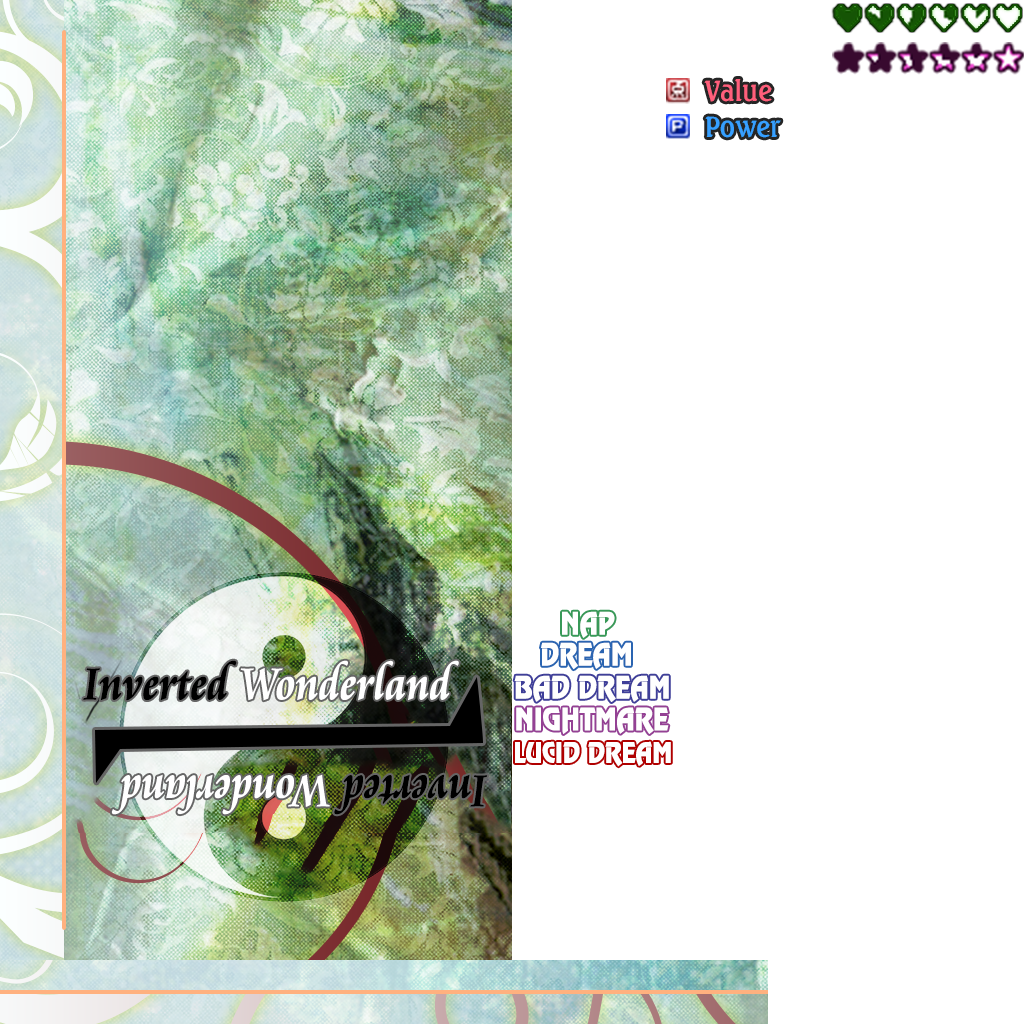 Value
P Power
NAP
DREAM
BAD DREAM
NIGHTMARE
LUCID DREAM
Inverted Wonderland
Inverted Wonderland